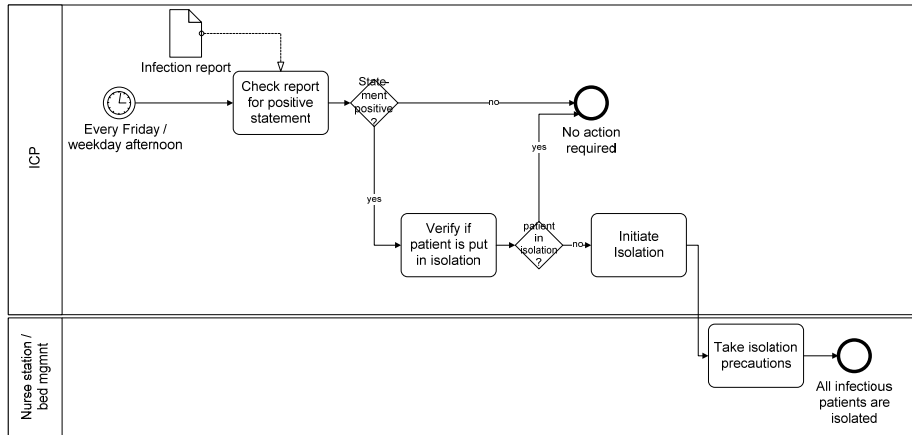 ICP
Infection report
Every Friday /
weekday afternoon
Check report
for positive
statement
State-
ment
positive
?
no
No action
required
yes
yes
Verify if
patient is put
in isolation
patient
in
isolation
?
no
Initiate
Isolation
Nurse station /
bed mgmnt
Take isolation
precautions
All infectious
patients are
isolated